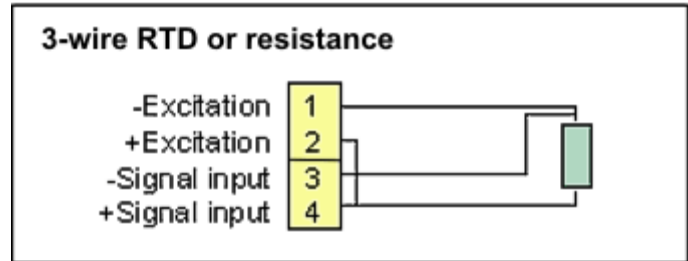 3-wire RTD or resistance
-Excitation 1
+Excitation 2
-Signal input 3
+Signal input 4